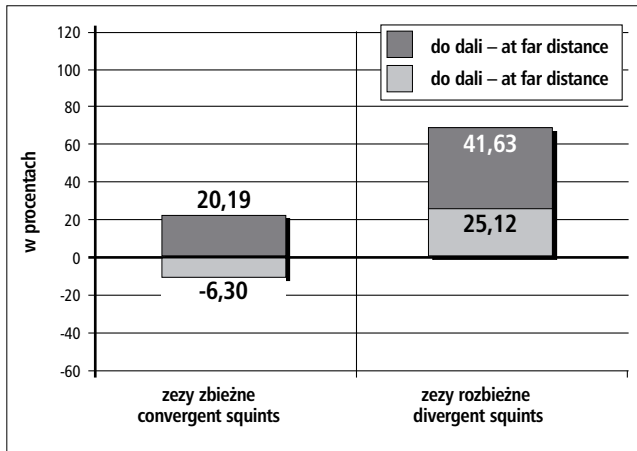 120
100
80
60
40
20
0
-20
-40
-60
w procentach
do dali – at far distance
do dali – at far distance
20,19
-6,30
41,63
25,12
zezy zbieżne
convergent squints
zezy rozbieżne
divergent squints